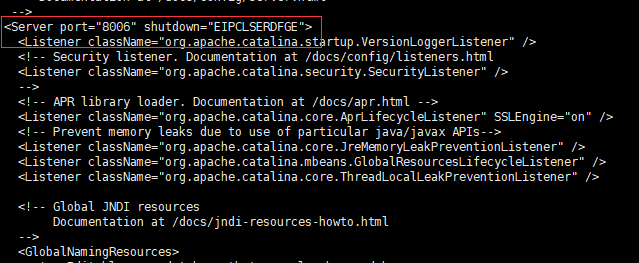 -->
<Server port="8006" shutdown="EIPCLSERDFGE">
<Listener className="org.apache.catalina.startup.VersionLoggerListener" />
<!-- Security listener. Documentation at /docs/config/listeners.html
<Listener className="org.apache.catalina.security.SecurityListener" />
-->
<!-- APR library loader. Documentation at /docs/apr.html -->
<Listener className="org.apache.catalina.core.AprLifecycleListener" SSLEngine="on" />
<!-- Prevent memory leaks due to use of particular java/javax APIs-->
<Listener className="org.apache.catalina.core.JreMemoryLeakPreventionListener" />
<Listener className="org.apache.catalina.mbeans.GlobalResourcesLifecycleListener" />
<Listener className="org.apache.catalina.core.ThreadLocalLeakPreventionListener" />
<!-- Global JNDI resources
Documentation at /docs/jndi-resources-howto.html
-->
<GlobalNamingResources>